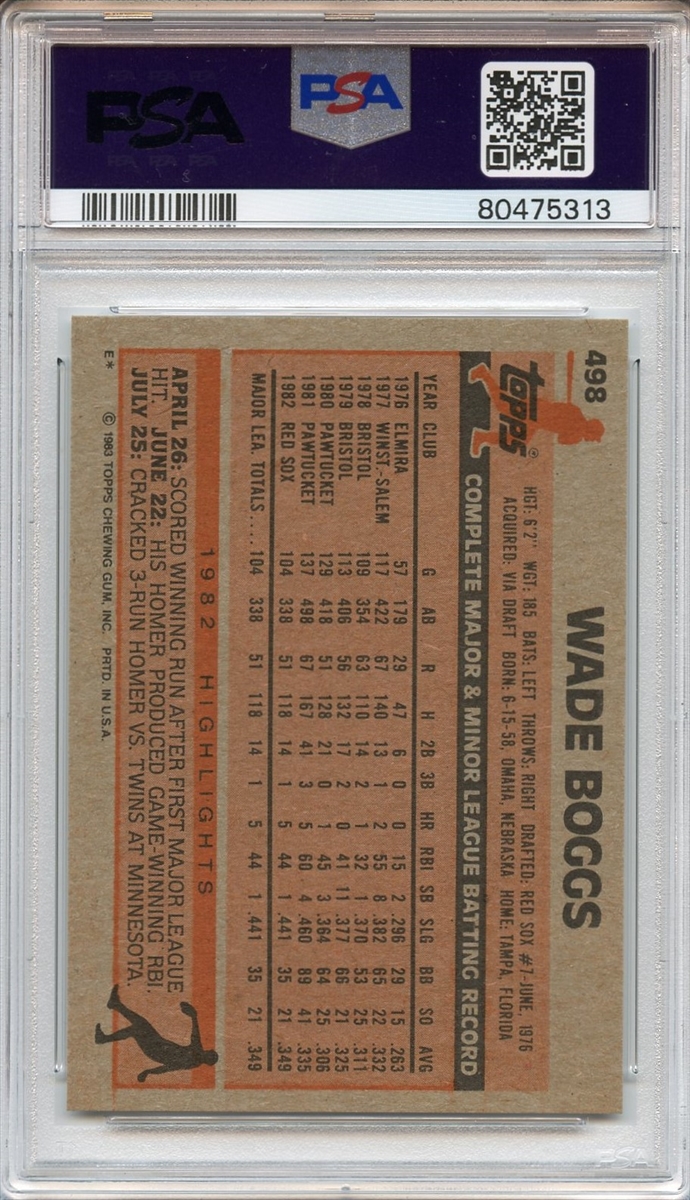 PSA
PSA
80475313
498
WADE BOGGS
topps®
HGT: 6'2" WGT: 185 BATS: LEFT THROWS: RIGHT DRAFTED: RED SOX #7-JUNE, 1976
ACQUIRED: VIA DRAFT BORN: 6-15-58, OMAHA, NEBRASKA HOME: TAMPA, FLORIDA
COMPLETE MAJOR & MINOR LEAGUE BATTING RECORD
YEAR CLUB G AB R H 2B 3B HR RBI SB SLG BB SO AVG
1976 ELMIRA 57 179 29 47 6 0 0 15 2 .296 29 15 .263
1977 WINST.-SALEM 117 422 67 140 13 1 2 55 8 .382 65 22 .332
1978 BRISTOL 109 354 63 110 14 2 1 32 1 .370 53 25 .311
1979 BRISTOL 113 406 56 132 17 2 0 41 11 .377 66 21 .325
1980 PAWTUCKET 129 418 51 128 21 0 1 45 3 .364 64 25 .306
1981 PAWTUCKET 137 498 67 167 41 3 5 60 4 .460 89 41 .335
1982 RED SOX 104 338 51 118 14 1 5 44 1 .441 35 21 .349
MAJOR LEA. TOTALS.... 104 338 51 118 14 1 5 44 1 .441 35 21 .349
1982 HIGHLIGHTS
APRIL 26: SCORED WINNING RUN AFTER FIRST MAJOR LEAGUE
HIT. JUNE 22: HIS HOMER PRODUCED GAME-WINNING RBI.
JULY 25: CRACKED 3-RUN HOMER VS. TWINS AT MINNESOTA.
E* © 1983 TOPPS CHEWING GUM, INC. PRTD. IN U.S.A.
PSA